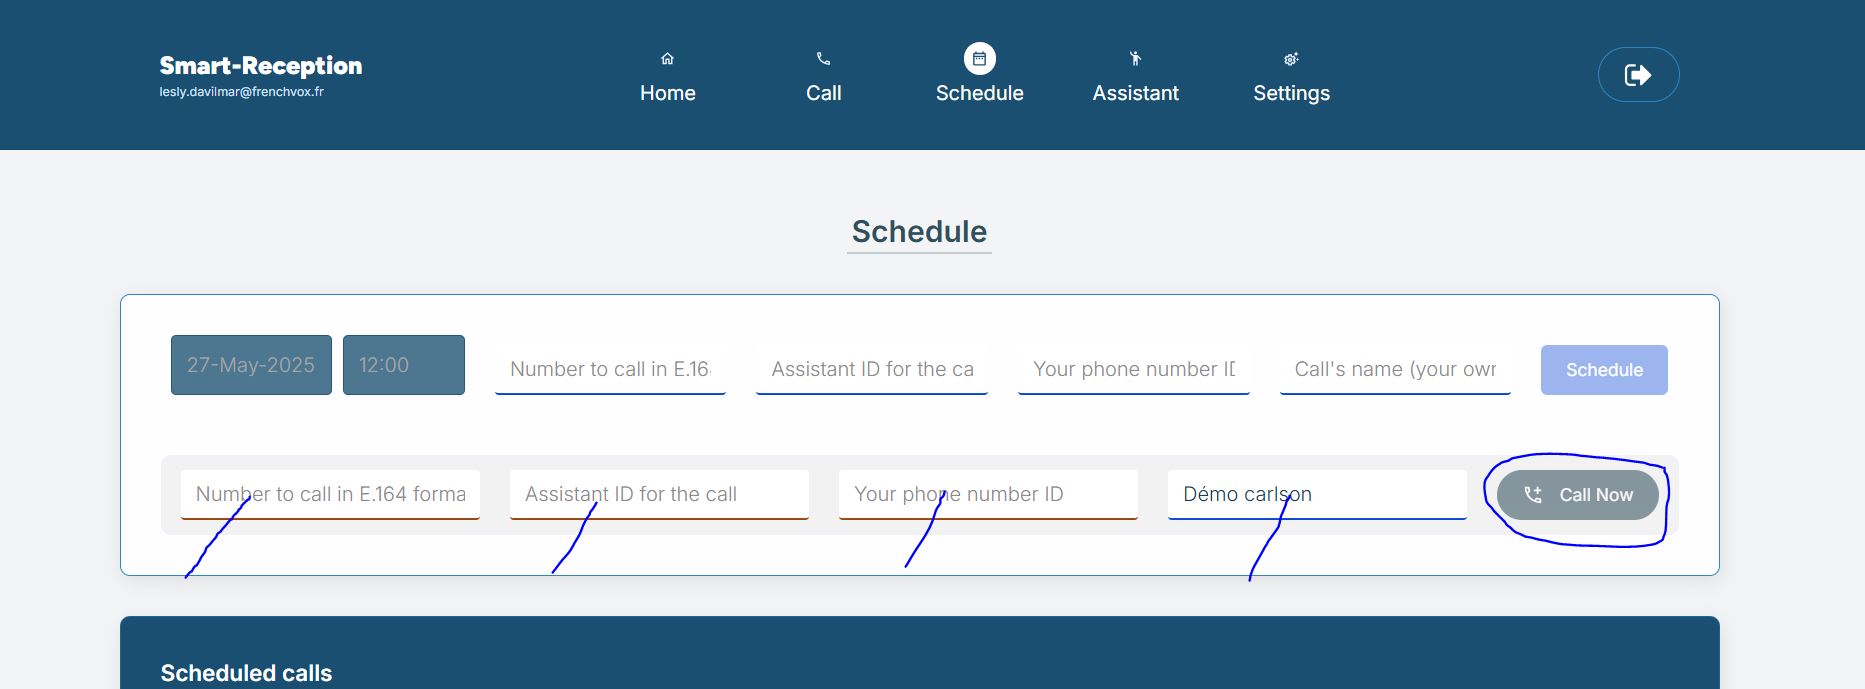 Smart-Reception
lesly.davilmar@frenchvox.fr
Home
Call
Schedule
Assistant
Settings
Schedule
27-May-2025
12:00
Number to call in E.16
Assistant ID for the ca
Your phone number ID
Call's name (your own
Schedule
Number to call in E.164 forma
Assistant ID for the call
Your phone number ID
Démo carlson
Call Now
Scheduled calls